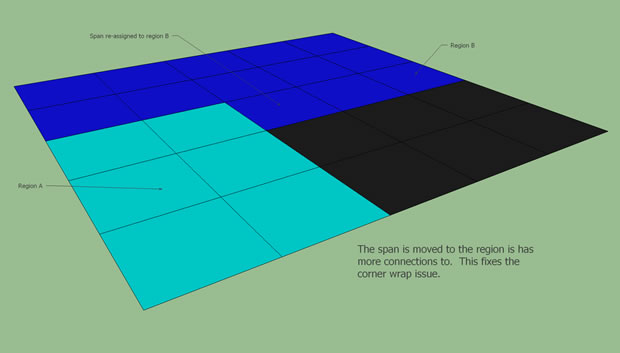 Span re-assigned to region B
Region B
Region A
The span is moved to the region is has
more connections to.  This fixes the
corner wrap issue.